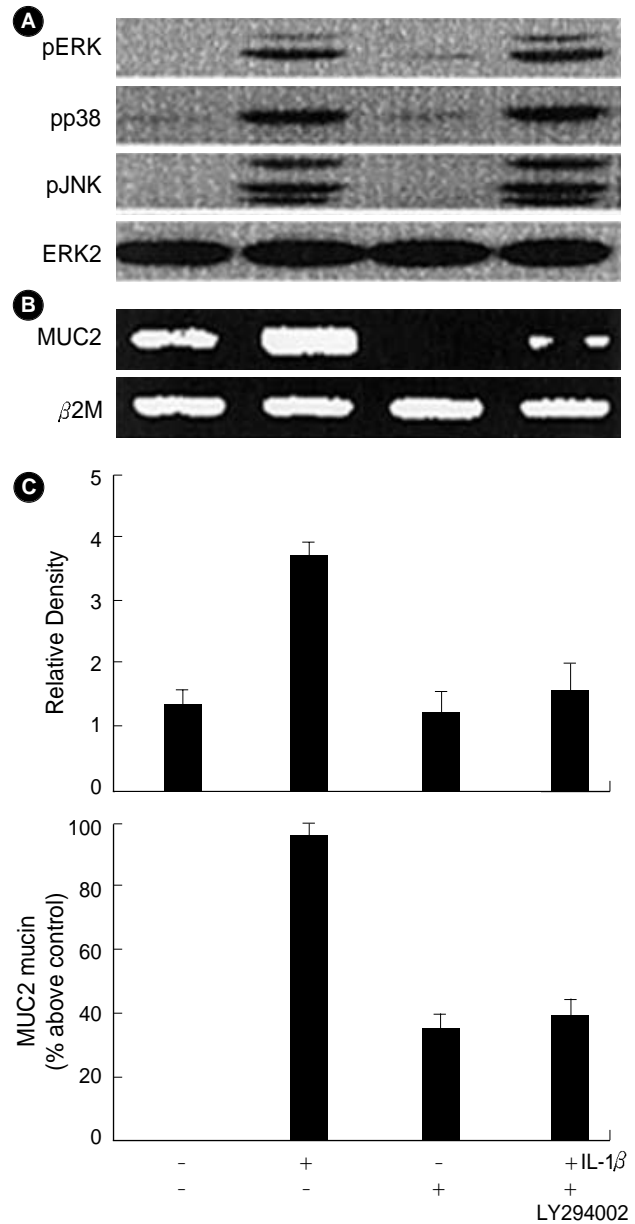 A
pERK
pp38
pJNK
ERK2
B
MUC2
β2M
C
5
4
3
2
1
0
Relative Density
100
80
60
40
20
0
MUC2 mucin
(% above control)
- + - + IL-1β
- - + +
LY294002